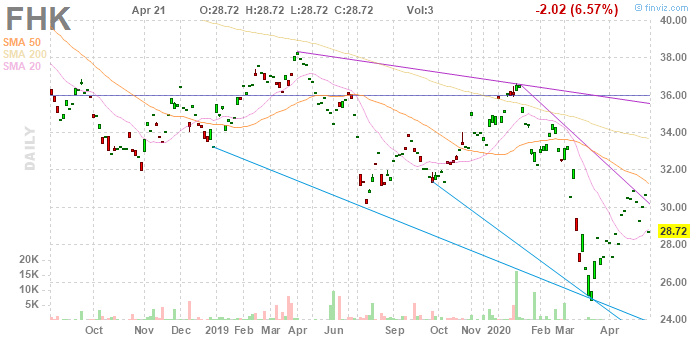 FHK
Apr 21
O:28.72 H:28.72 L:28.72 C:28.72
Vol:3
-2.02 (6.57%)
© finviz.com
SMA 50
SMA 200
SMA 20
DAILY
40.00
38.00
36.00
34.00
32.00
30.00
28.72
28.00
26.00
24.00
20K
15K
10K
5K
Oct Nov Dec 2019 Feb Mar Apr Jun Sep Oct Nov 2020 Feb Mar Apr